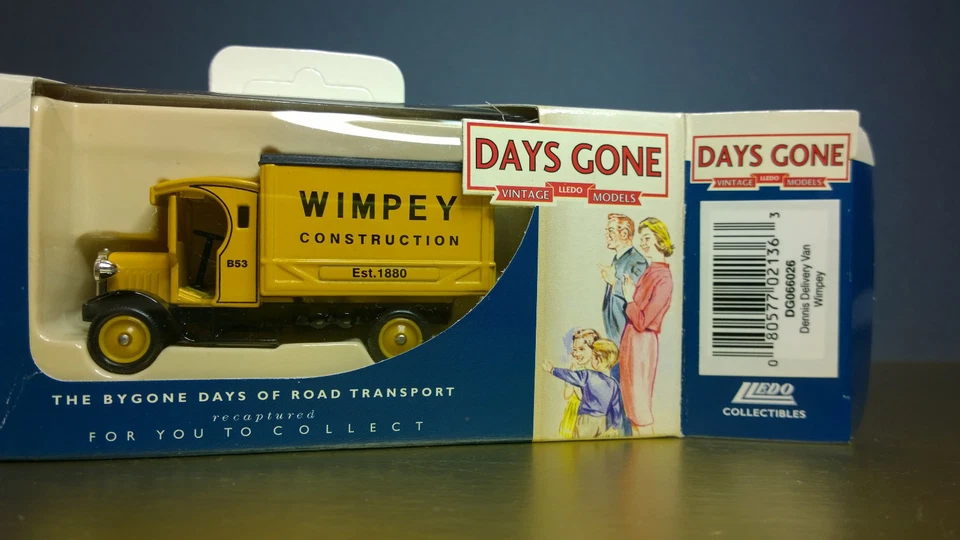 WIMPEY
CONSTRUCTION
Est.1880
B53
THE BYGONE DAYS OF ROAD TRANSPORT
recaptured
FOR YOU TO COLLECT
DAYS GONE
VINTAGE LLEDO MODELS
DAYS GONE
VINTAGE LLEDO MODELS
0 80577 02136 3
DG066026
Dennis Delivery Van
Wimpey
LLEDO
COLLECTIBLES